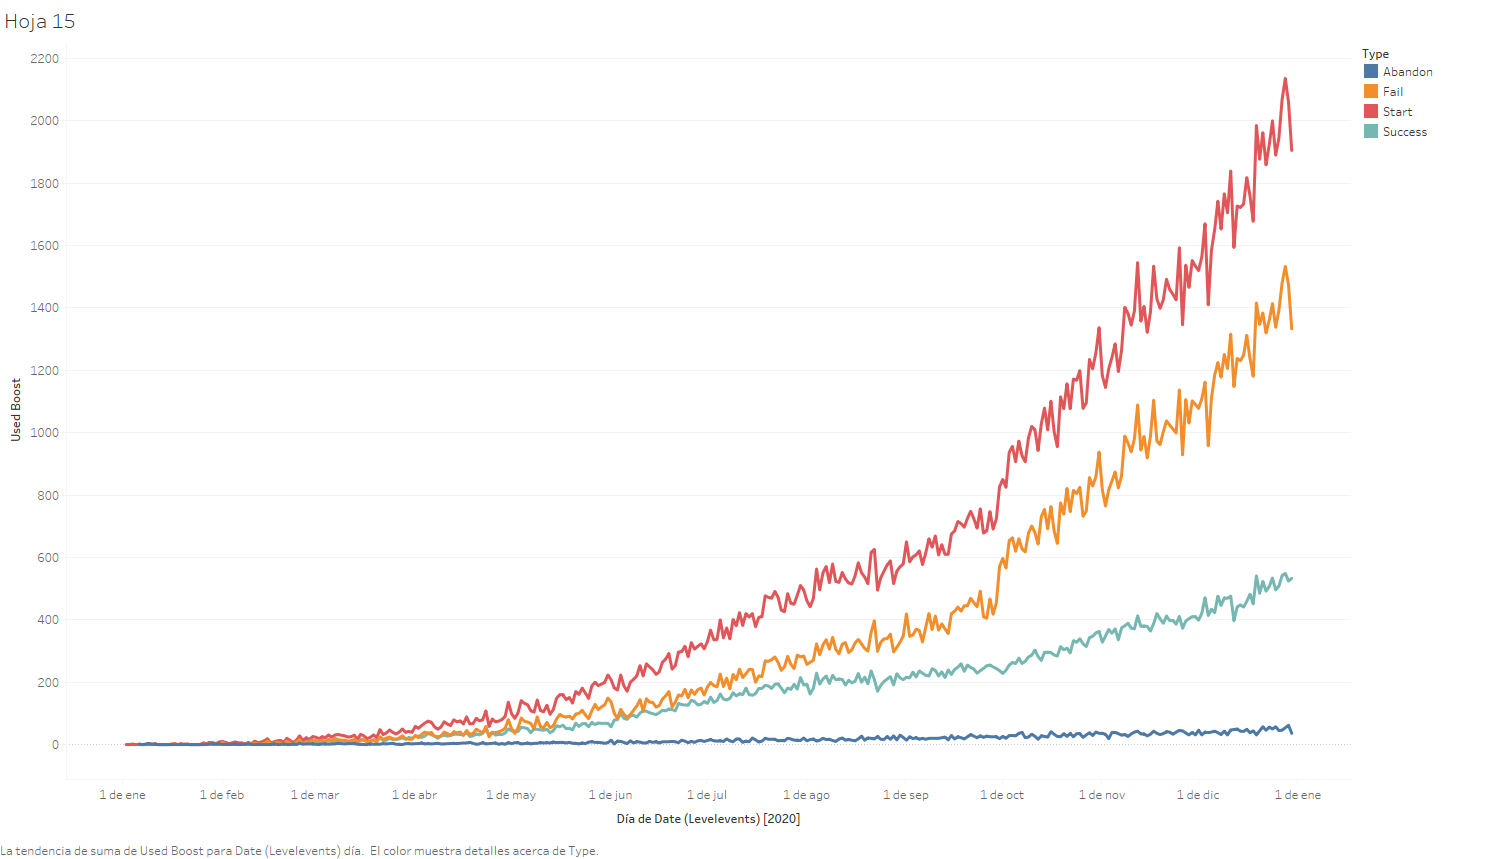 Hoja 15
Type
Abandon
Fail
Start
Success
2200
2000
1800
1600
1400
1200
1000
800
600
400
200
0
Used Boost
1 de ene
1 de feb
1 de mar
1 de abr
1 de may
1 de jun
1 de jul
1 de ago
1 de sep
1 de oct
1 de nov
1 de dic
1 de ene
Día de Date (Levelevents) [2020]
La tendencia de suma de Used Boost para Date (Levelevents) día. El color muestra detalles acerca de Type.